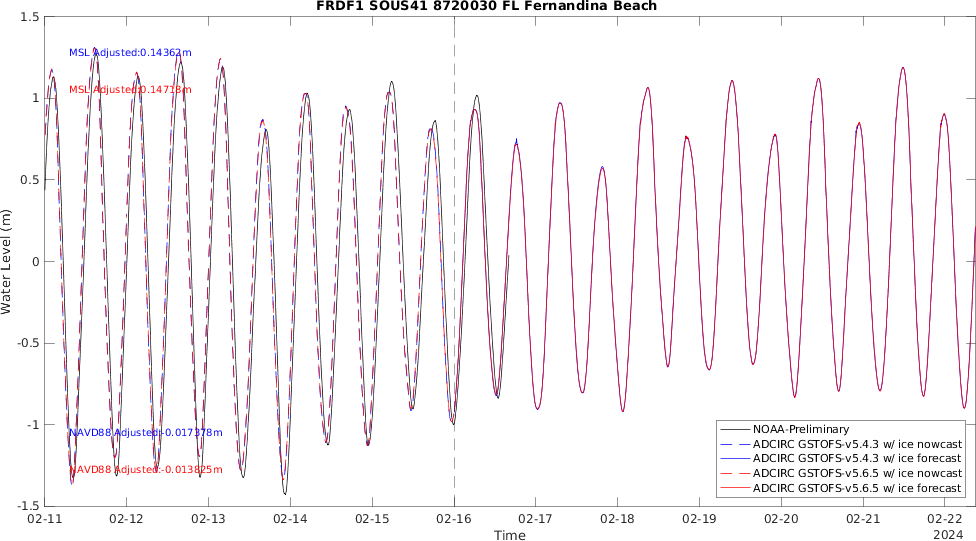 FRDF1 SOUS41 8720030 FL Fernandina Beach
1.5
MSL Adjusted:0.14362m
MSL Adjusted:0.14713m
1
0.5
Water Level (m)
0
-0.5
-1
NAVD88 Adjusted:-0.017378m
NAVD88 Adjusted:-0.013825m
-1.5
NOAA-Preliminary
ADCIRC GSTOFS-v5.4.3 w/ ice nowcast
ADCIRC GSTOFS-v5.4.3 w/ ice forecast
ADCIRC GSTOFS-v5.6.5 w/ ice nowcast
ADCIRC GSTOFS-v5.6.5 w/ ice forecast
02-11 02-12 02-13 02-14 02-15 02-16 02-17 02-18 02-19 02-20 02-21 02-22
Time
2024